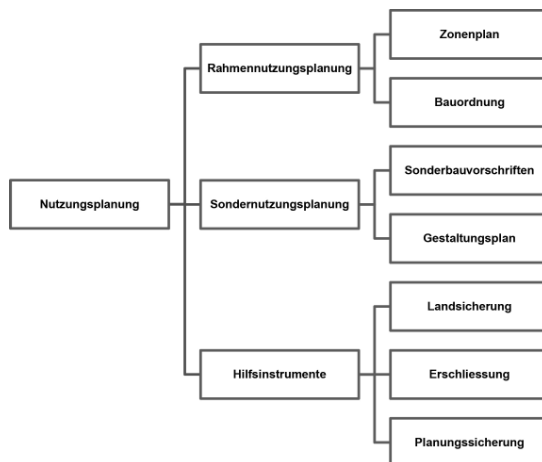 Nutzungsplanung
Rahmennutzungsplanung
Zonenplan
Bauordnung
Sondernutzungsplanung
Sonderbauvorschriften
Gestaltungsplan
Hilfsinstrumente
Landsicherung
Erschliessung
Planungssicherung